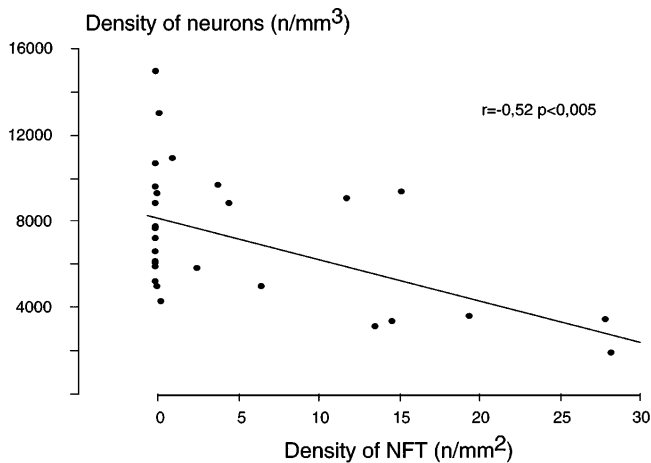 Density of neurons (n/mm3)
16000
r=-0,52 p<0,005
12000
8000
4000
0 5 10 15 20 25 30
Density of NFT (n/mm2)